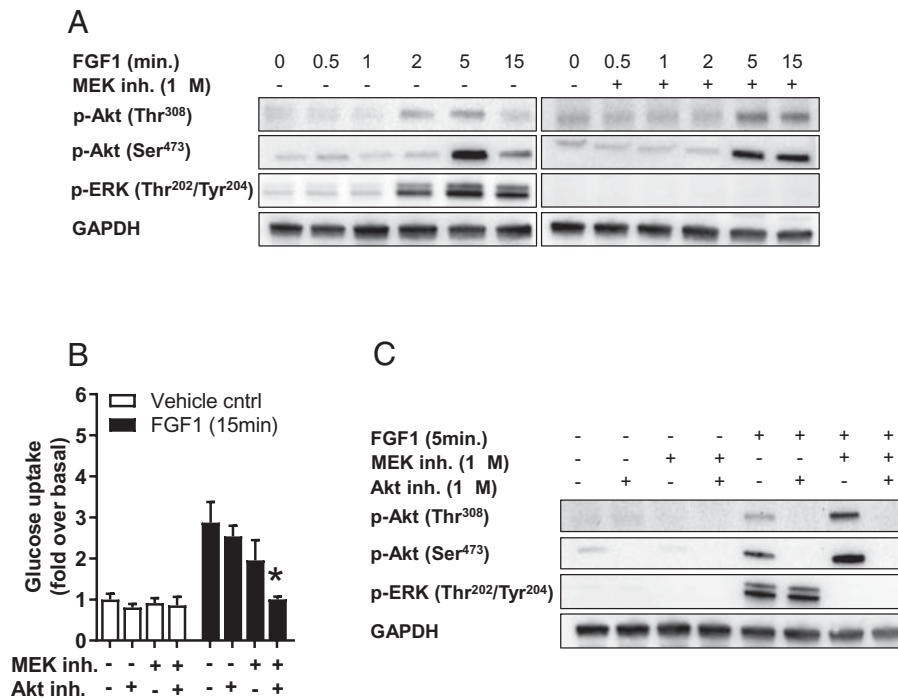 A
FGF1 (min.) 0 0.5 1 2 5 15 0 0.5 1 2 5 15
MEK inh. (1 M) - - - - - - - + + + + +
p-Akt (Thr308)
p-Akt (Ser473)
p-ERK (Thr202/Tyr204)
GAPDH
B
Glucose uptake
(fold over basal)
6
5
4
3
2
1
0
Vehicle cntrl
FGF1 (15min)
*
MEK inh. - - + + - - + +
Akt inh. - + - + - + - +
C
FGF1 (5min.) - - - - + + + +
MEK inh. (1 M) - - + + - - + +
Akt inh. (1 M) - + - + - + - +
p-Akt (Thr308)
p-Akt (Ser473)
p-ERK (Thr202/Tyr204)
GAPDH